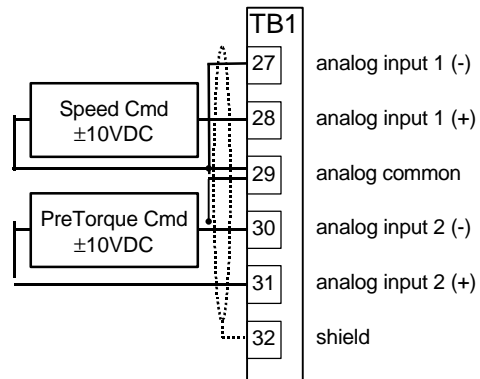 TB1
27 analog input 1 (-)
Speed Cmd
±10VDC
28 analog input 1 (+)
29 analog common
PreTorque Cmd
±10VDC
30 analog input 2 (-)
31 analog input 2 (+)
32 shield